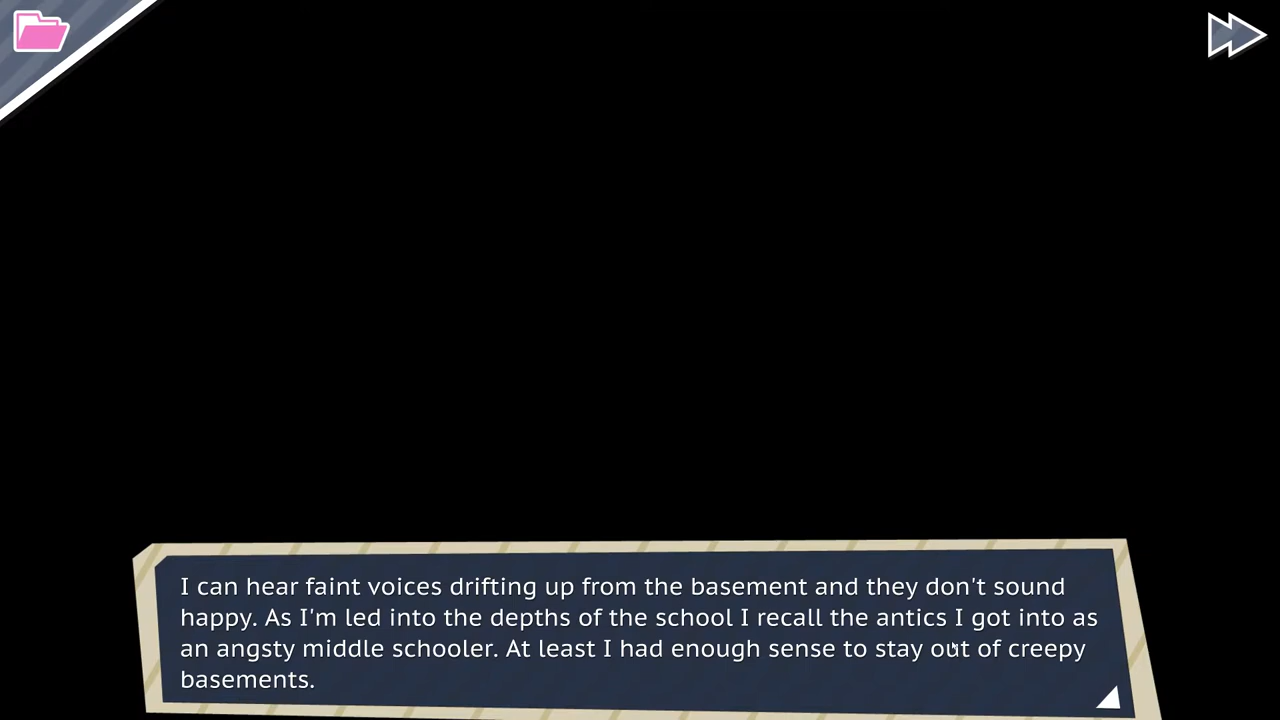 I can hear faint voices drifting up from the basement and they don't sound
happy. As I'm led into the depths of the school I recall the antics I got into as
an angsty middle schooler. At least I had enough sense to stay out of creepy
basements.